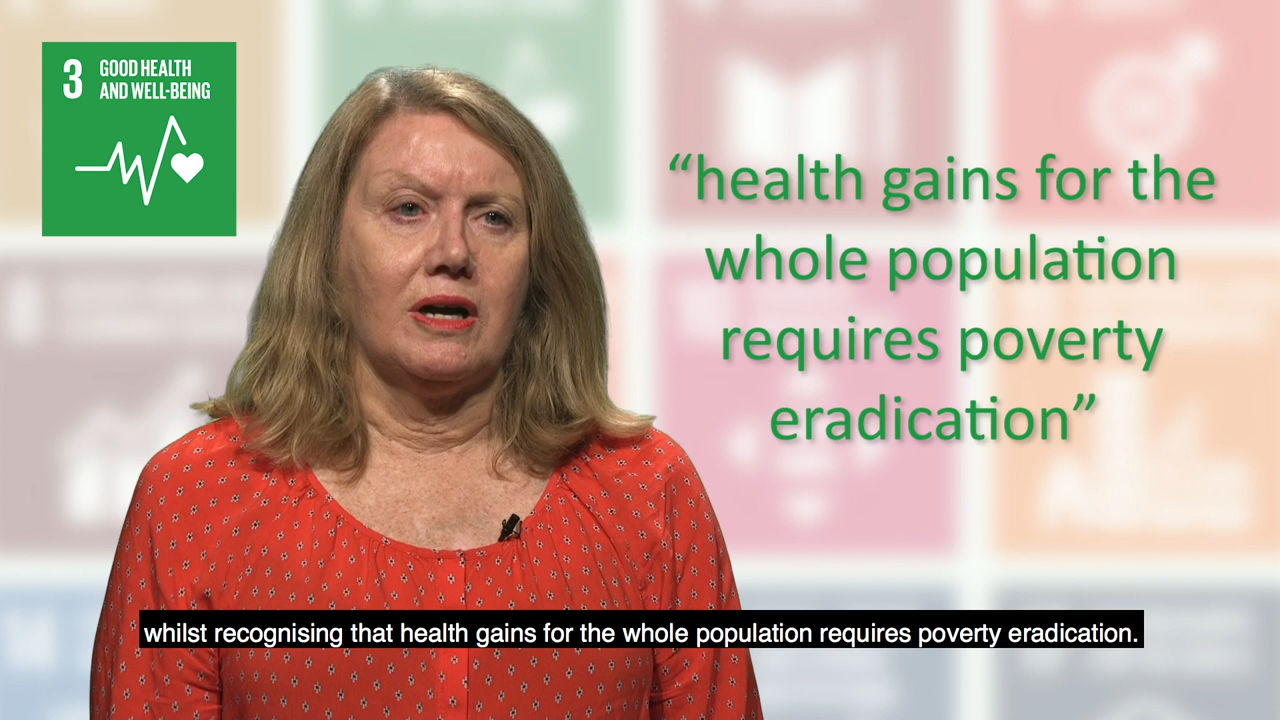 3 GOOD HEALTH
AND WELL-BEING
“health gains for the
whole population
requires poverty
eradication”
whilst recognising that health gains for the whole population requires poverty eradication.